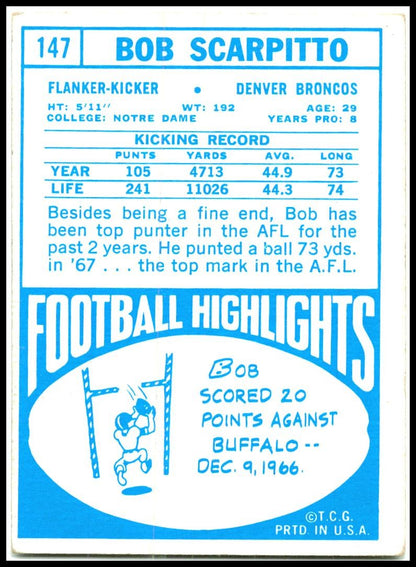 147 BOB SCARPITTO
FLANKER-KICKER • DENVER BRONCOS
HT: 5'11" WT: 192 AGE: 29
COLLEGE: NOTRE DAME YEARS PRO: 8
KICKING RECORD
PUNTS YARDS AVG. LONG
YEAR 105 4713 44.9 73
LIFE 241 11026 44.3 74
Besides being a fine end, Bob has
been top punter in the AFL for the
past 2 years. He punted a ball 73 yds.
in '67 . . . the top mark in the A.F.L.
FOOTBALL HIGHLIGHTS
BOB
SCORED 20
POINTS AGAINST
BUFFALO --
DEC. 9, 1966.
©T.C.G.
PRTD. IN U.S.A.